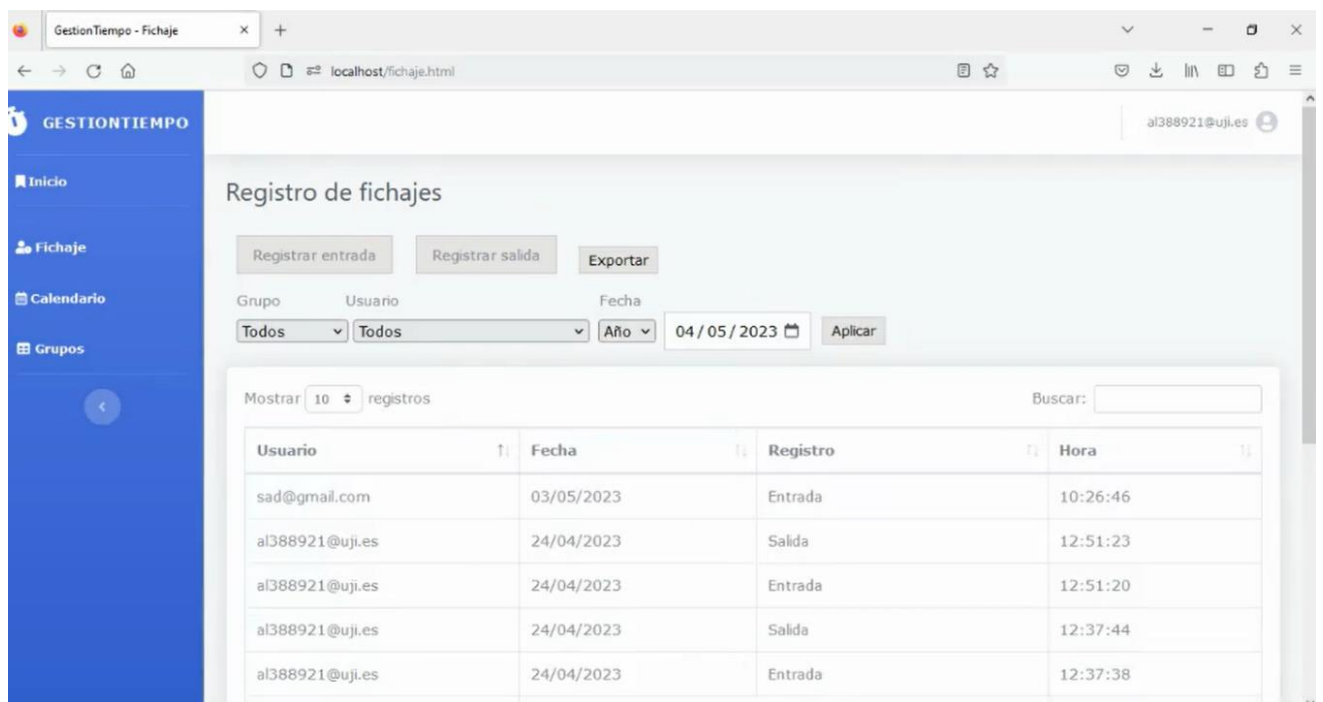 GestionTiempo - Fichaje
localhost/fichaje.html
GESTIONTIEMPO
al388921@uji.es
Inicio
Fichaje
Calendario
Grupos
Registro de fichajes
Registrar entrada Registrar salida Exportar
Grupo Usuario Fecha
Todos Todos Año 04/05/2023 Aplicar
Mostrar 10 registros Buscar:
Usuario Fecha Registro Hora
sad@gmail.com 03/05/2023 Entrada 10:26:46
al388921@uji.es 24/04/2023 Salida 12:51:23
al388921@uji.es 24/04/2023 Entrada 12:51:20
al388921@uji.es 24/04/2023 Salida 12:37:44
al388921@uji.es 24/04/2023 Entrada 12:37:38